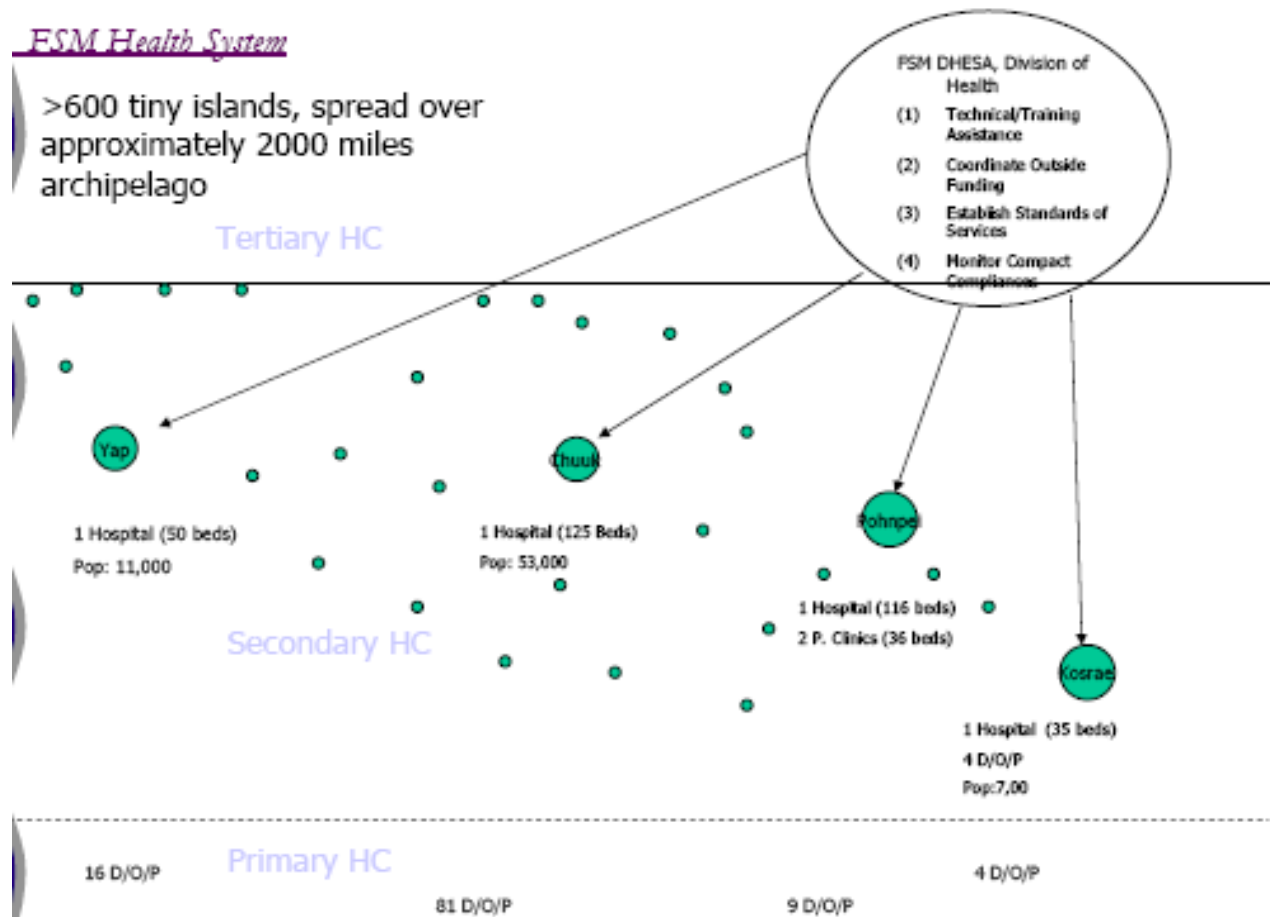 FSM Health System
>600 tiny islands, spread over
approximately 2000 miles
archipelago
FSM DHESA, Division of
Health
(1) Technical/Training
Assistance
(2) Coordinate Outside
Funding
(3) Establish Standards of
Services
(4) Monitor Compact
Compliances
Tertiary HC
Yap
Chuuk
Pohnpei
Kosrae
1 Hospital (50 beds)
Pop: 11,000
1 Hospital (125 Beds)
Pop: 53,000
1 Hospital (116 beds)
2 P. Clinics (36 beds)
Secondary HC
1 Hospital (35 beds)
4 D/O/P
Pop:7,00
Primary HC
16 D/O/P
81 D/O/P
9 D/O/P
4 D/O/P